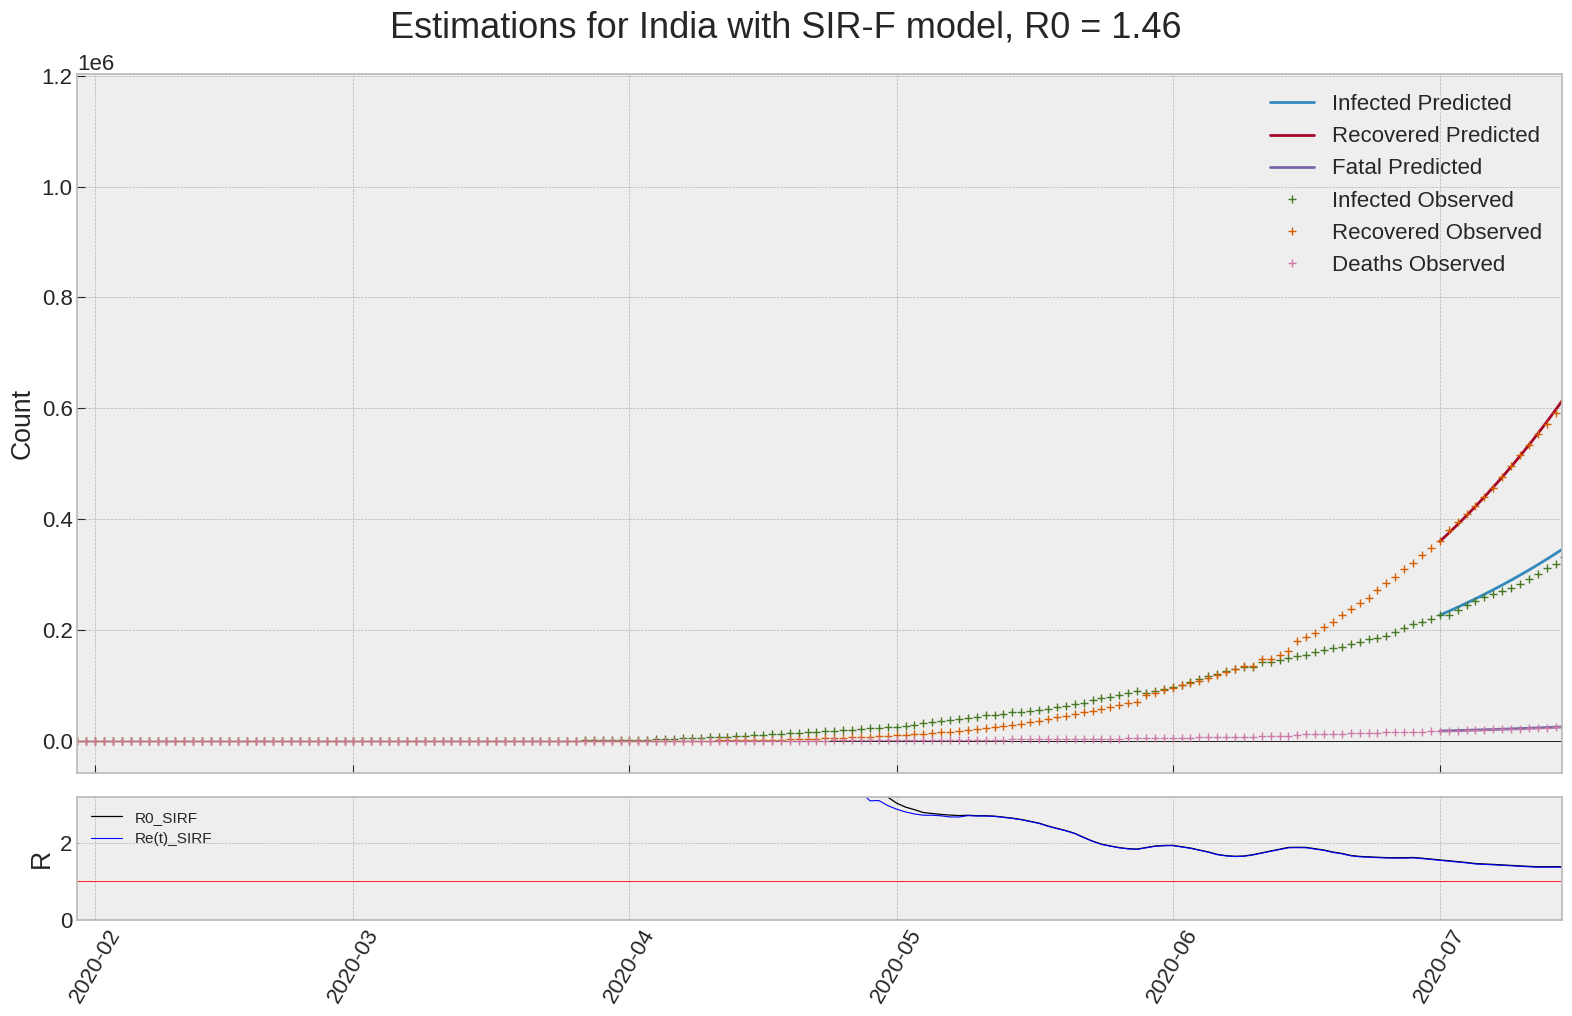 Estimations for India with SIR-F model, R0 = 1.46
1e6
1.2
1.0
0.8
0.6
0.4
0.2
0.0
Count
Infected Predicted
Recovered Predicted
Fatal Predicted
Infected Observed
Recovered Observed
Deaths Observed
R0_SIRF
Re(t)_SIRF
2
0
R
2020-02
2020-03
2020-04
2020-05
2020-06
2020-07